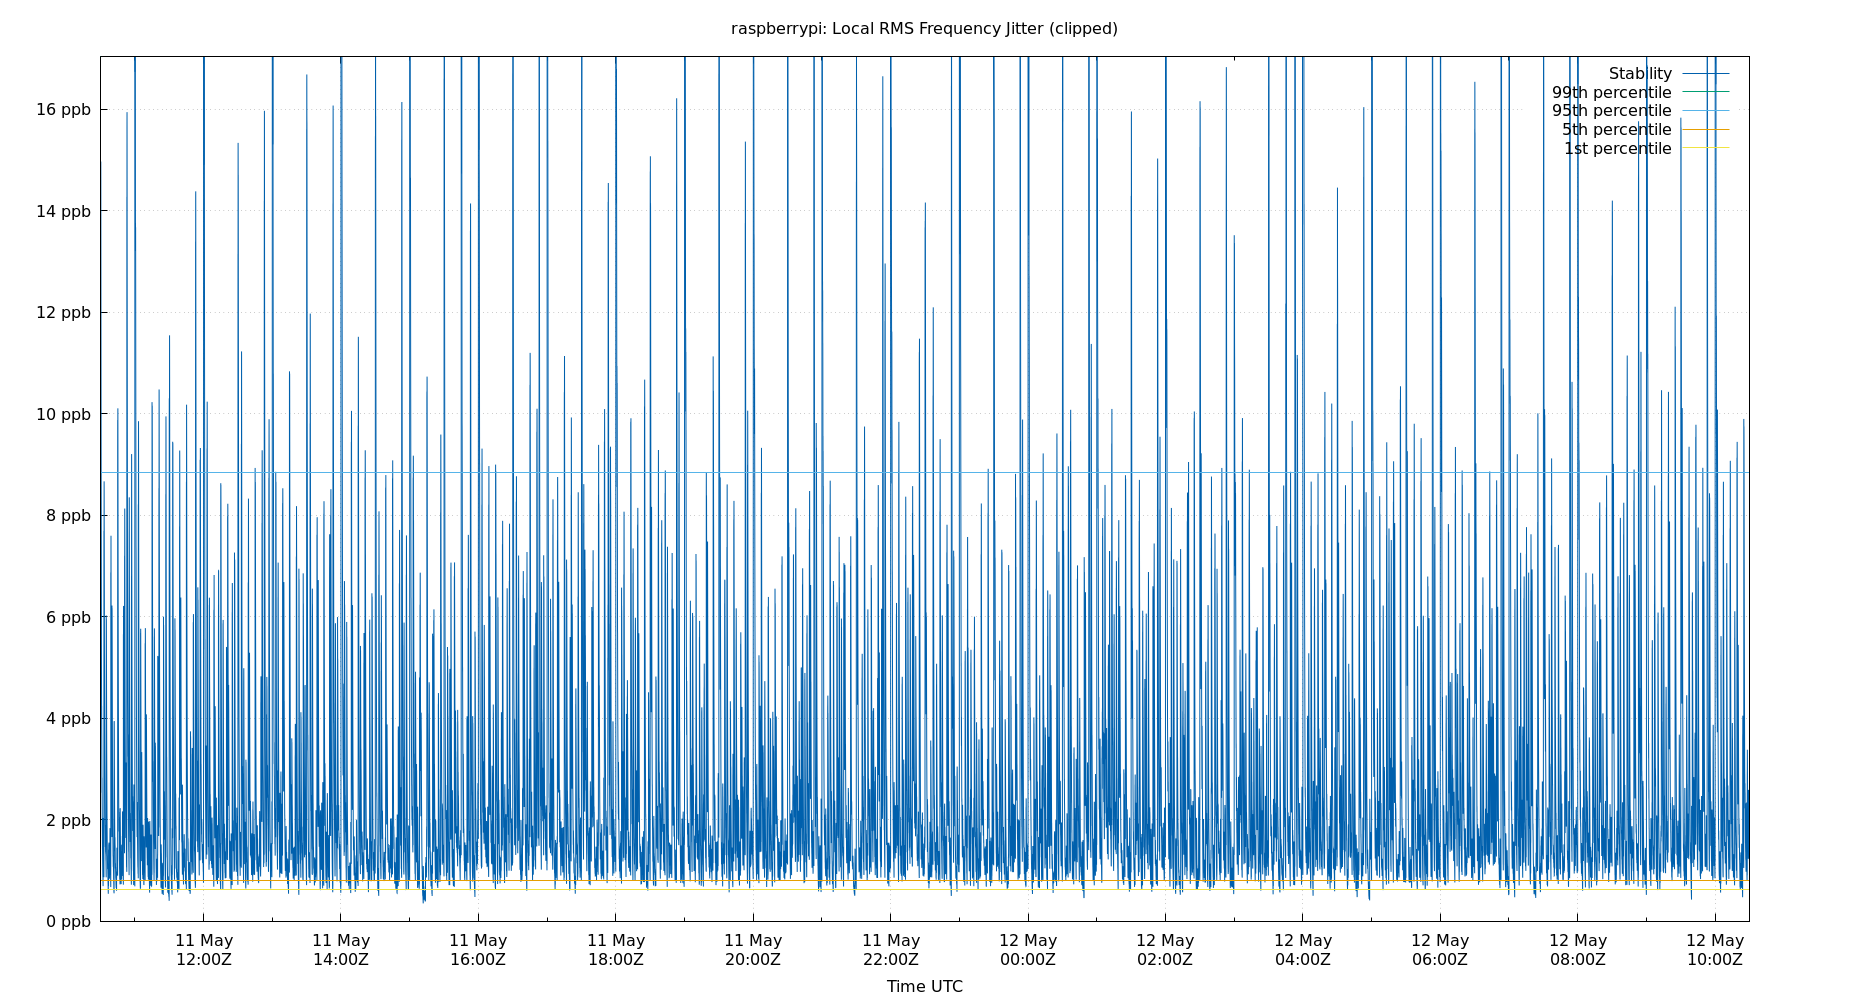 raspberrypi: Local RMS Frequency Jitter (clipped)
Stability
99th percentile
95th percentile
5th percentile
1st percentile
16 ppb
14 ppb
12 ppb
10 ppb
8 ppb
6 ppb
4 ppb
2 ppb
0 ppb
11 May 11 May 11 May 11 May 11 May 11 May 12 May 12 May 12 May 12 May 12 May 12 May
12:00Z 14:00Z 16:00Z 18:00Z 20:00Z 22:00Z 00:00Z 02:00Z 04:00Z 06:00Z 08:00Z 10:00Z
Time UTC